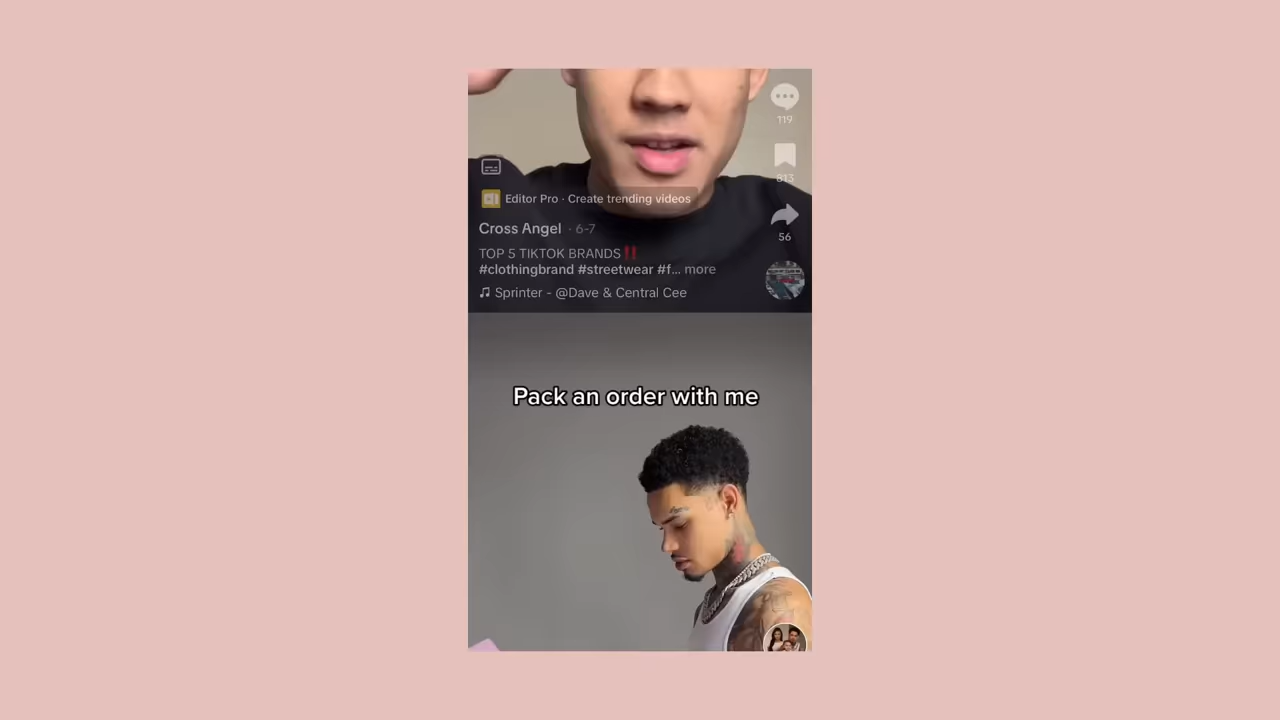 119
813
Editor Pro · Create trending videos
Cross Angel · 6-7
56
TOP 5 TIKTOK BRANDS‼️
#clothingbrand #streetwear #f... more
Sprinter - @Dave & Central Cee
Pack an order with me